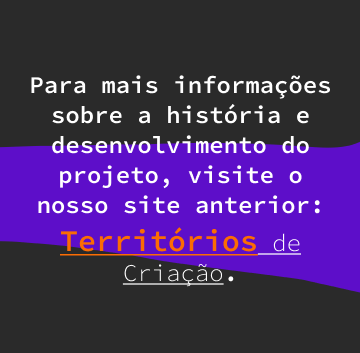 Para mais informações
sobre a história e
desenvolvimento do
projeto, visite o
nosso site anterior:
Territórios de
Criação.